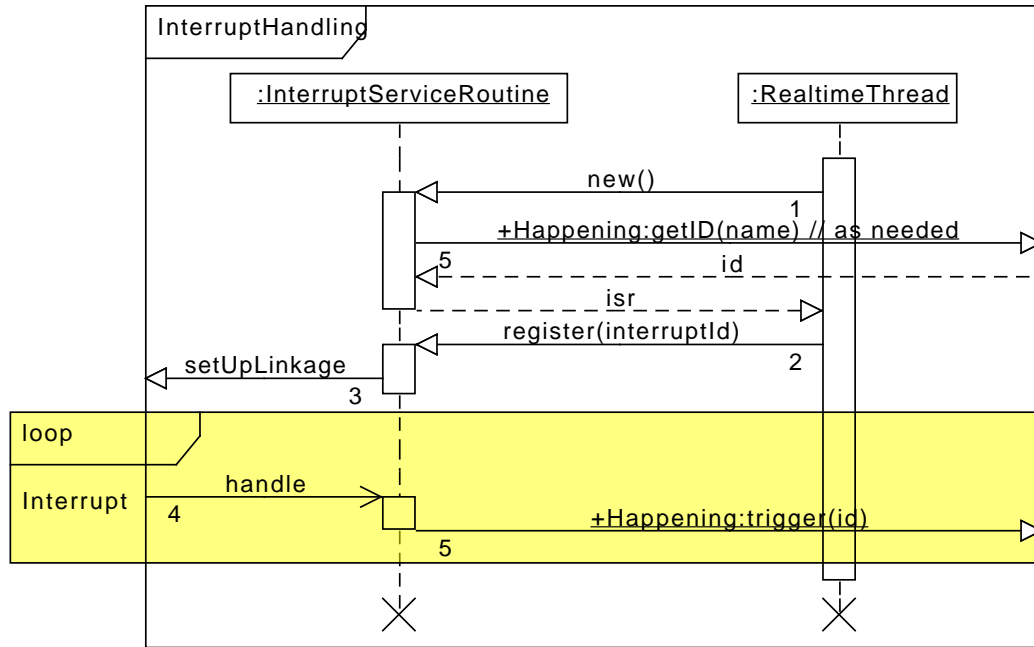 InterruptHandling
:InterruptServiceRoutine
:RealtimeThread
new()
1
+Happening:getID(name) // as needed
5
id
isr
register(interruptId)
2
setUpLinkage
3
loop
Interrupt
handle
4
+Happening:trigger(id)
5